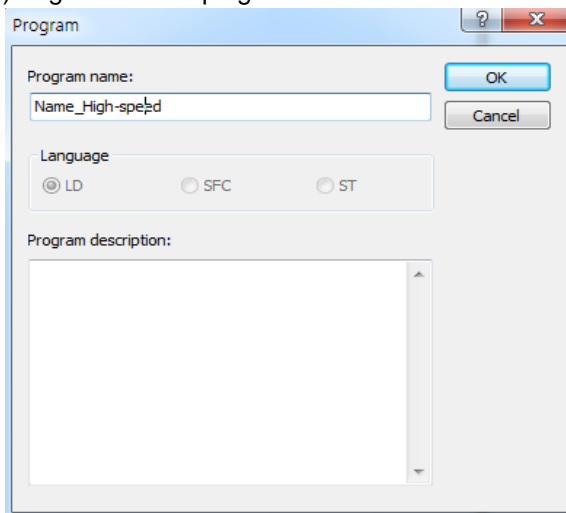 Program
Program name:
OK
Name_High-speed
Cancel
Language
LD SFC ST
Program description: